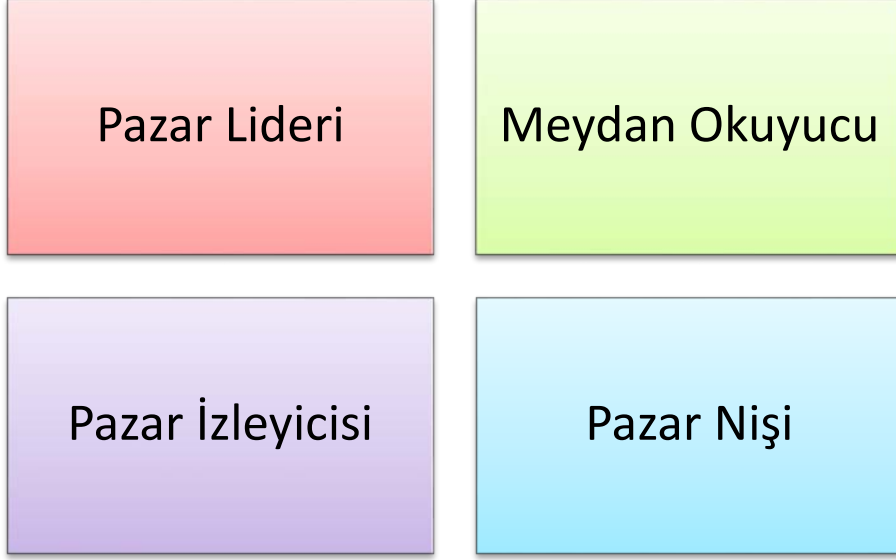 Pazar Lideri
Meydan Okuyucu
Pazar İzleyicisi
Pazar Nişi